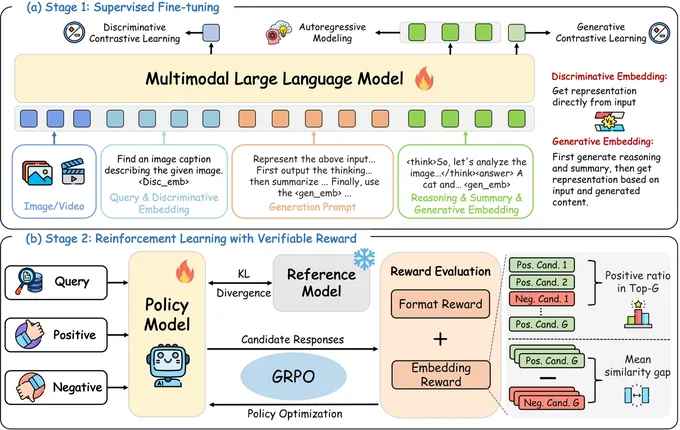 (a) Stage 1: Supervised Fine-tuning
Discriminative
Contrastive Learning
Autoregressive
Modeling
Generative
Contrastive Learning
Multimodal Large Language Model
Discriminative Embedding:
Get representation
directly from input
VS
Generative Embedding:
First generate reasoning
and summary, then get
representation based on
input and generated
content.
Image/Video
Find an image caption
describing the given image.
<Disc_emb>
Query & Discriminative
Embedding
Represent the above input...
First output the thinking...
then summarize ... Finally, use
the <gen_emb> ...
Generation Prompt
<think>So, let's analyze the
image...</think><answer> A
cat and... <gen_emb>
Reasoning & Summary &
Generative Embedding
(b) Stage 2: Reinforcement Learning with Verifiable Reward
Query
Positive
Negative
Policy
Model
AI
KL
Divergence
Reference
Model
Candidate Responses
GRPO
Policy Optimization
Reward Evaluation
Format Reward
+
Embedding
Reward
Pos. Cand. 1
Pos. Cand. 2
Neg. Cand. 1
Pos. Cand. G
Positive ratio
in Top-G
Pos. Cand. G
Neg. Cand. G
Mean
similarity gap